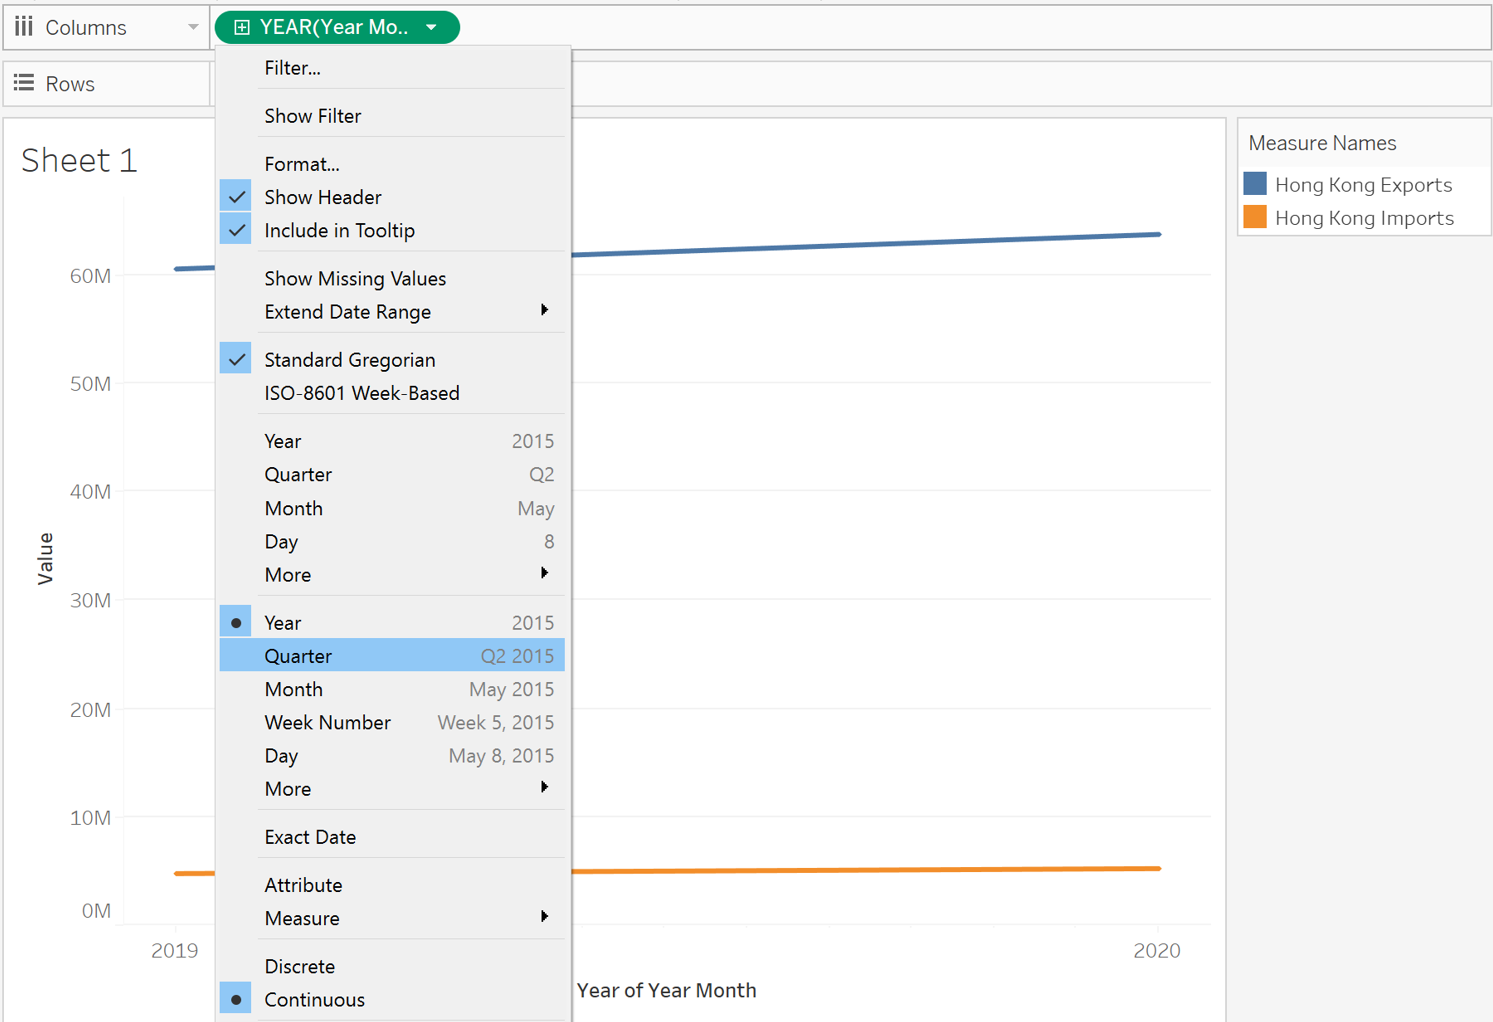 Columns
YEAR(Year Mo..
Rows
Sheet 1
Filter...
Show Filter
Format...
Show Header
Include in Tooltip
Show Missing Values
Extend Date Range
Standard Gregorian
ISO-8601 Week-Based
Year 2015
Quarter Q2
Month May
Day 8
More
Year 2015
Quarter Q2 2015
Month May 2015
Week Number Week 5, 2015
Day May 8, 2015
More
Exact Date
Attribute
Measure
Discrete
Continuous
Measure Names
Hong Kong Exports
Hong Kong Imports
Value
60M
50M
40M
30M
20M
10M
0M
2019
2020
Year of Year Month